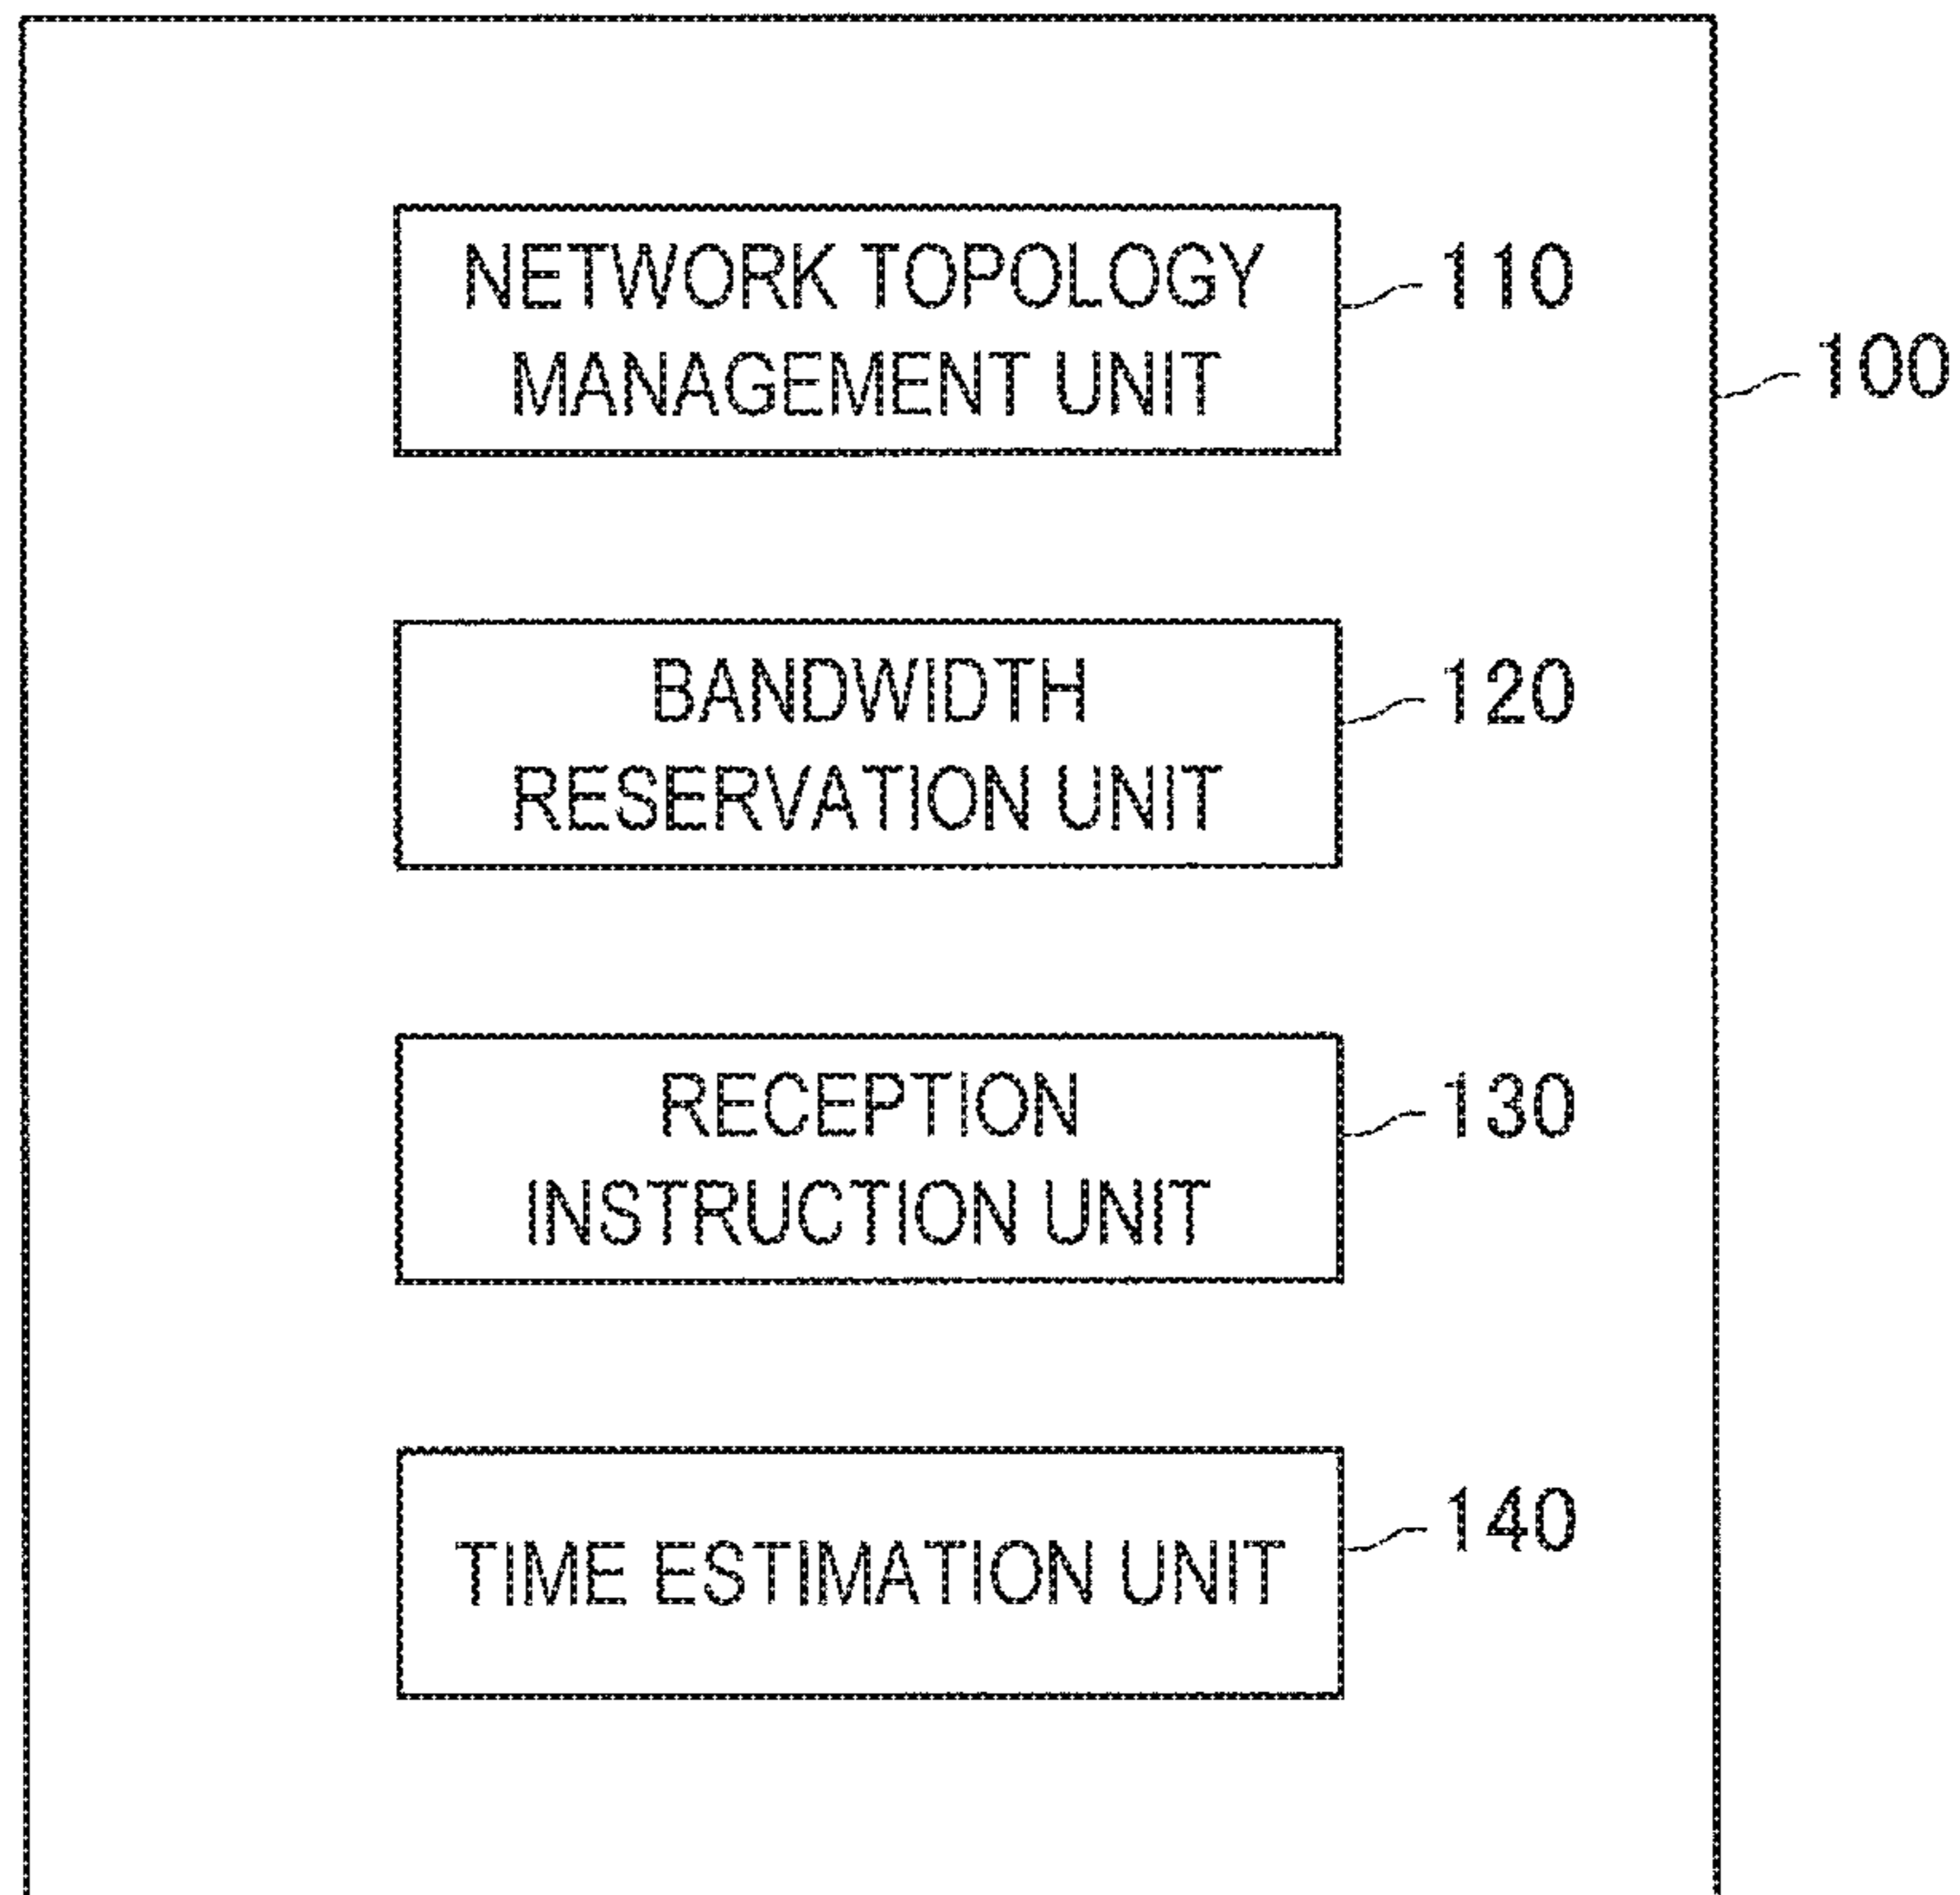 NETWORK TOPOLOGY
MANAGEMENT UNIT
110
100
BANDWIDTH
RESERVATION UNIT
120
RECEPTION
INSTRUCTION UNIT
130
TIME ESTIMATION UNIT
140